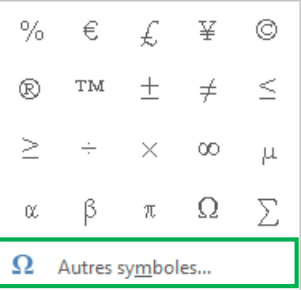 % € £ ¥ ©
® ™ ± ≠ ≤
≥ ÷ × ∞ µ
α β π Ω ∑
Ω Autres symboles...